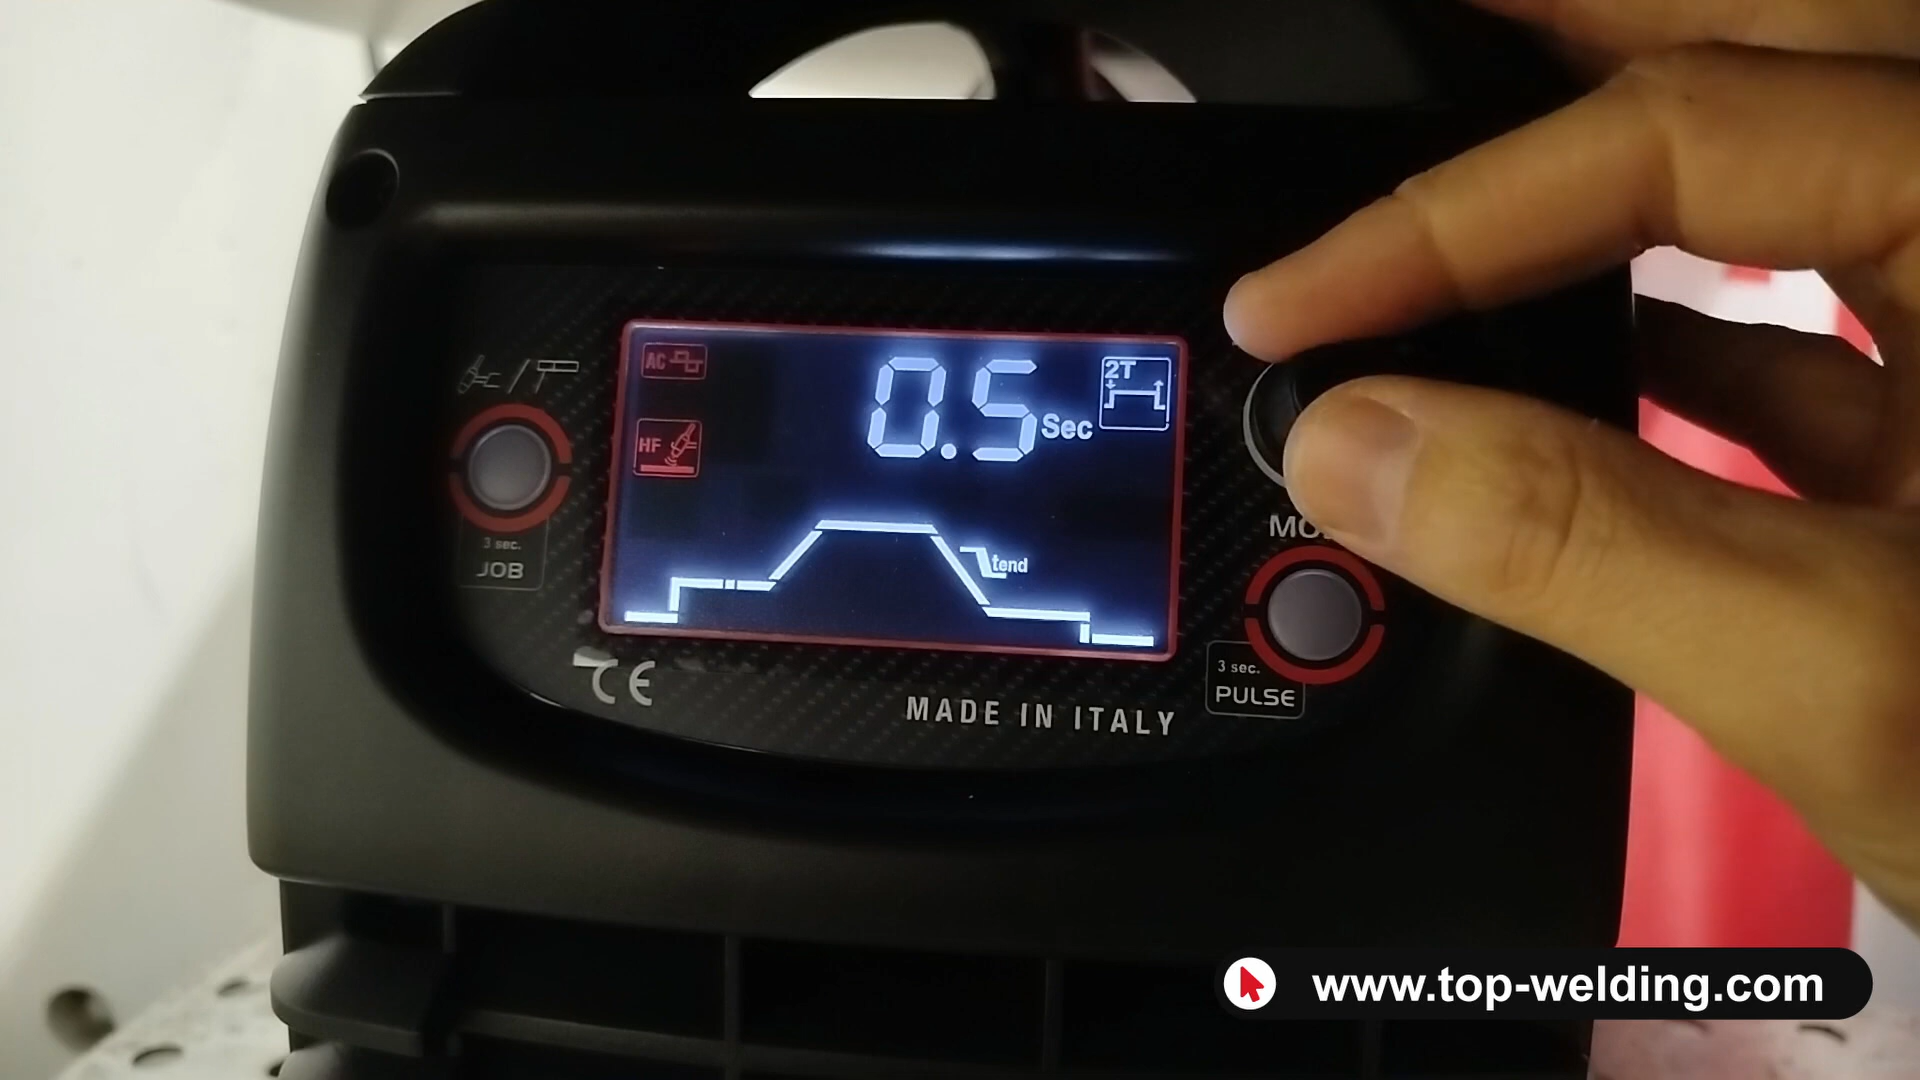 AC
0.5 Sec
2T
HF
tend
3 sec.
JOB
3 sec.
PULSE
CE
MADE IN ITALY
www.top-welding.com